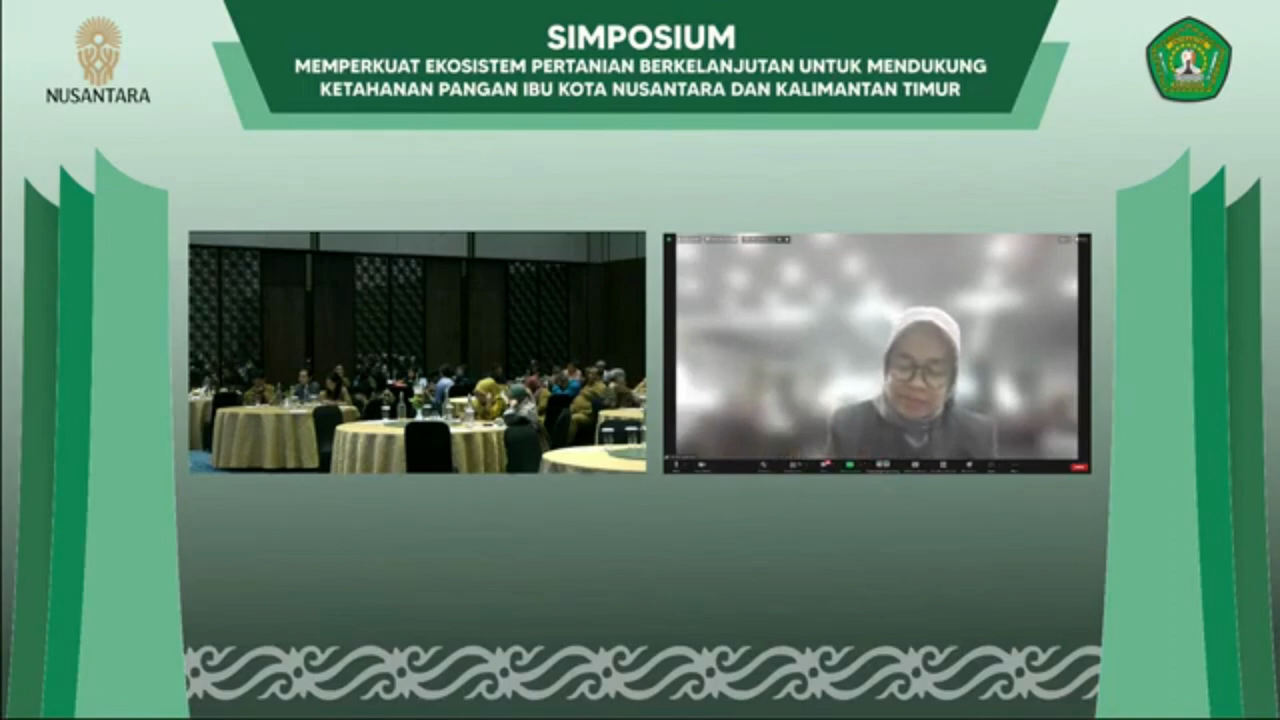 SIMPOSIUM
MEMPERKUAT EKOSISTEM PERTANIAN BERKELANJUTAN UNTUK MENDUKUNG
KETAHANAN PANGAN IBU KOTA NUSANTARA DAN KALIMANTAN TIMUR
NUSANTARA